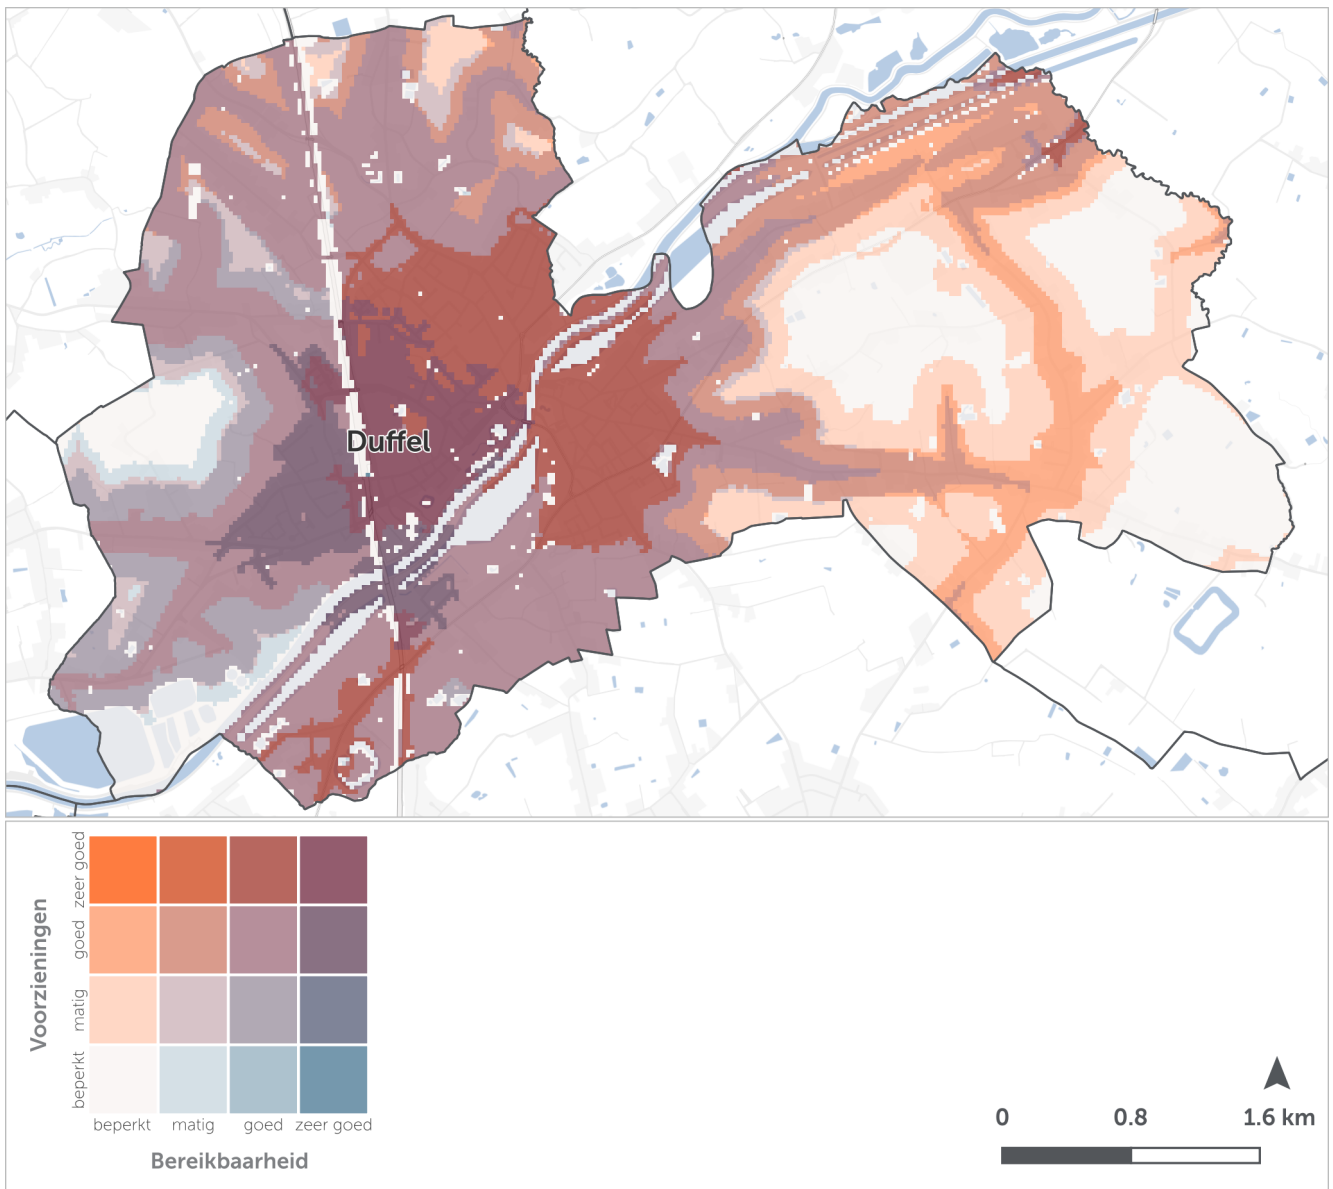 Duffel
Voorzieningen
zeer goed
goed
matig
beperkt
beperkt matig goed zeer goed
Bereikbaarheid
0 0.8 1.6 km